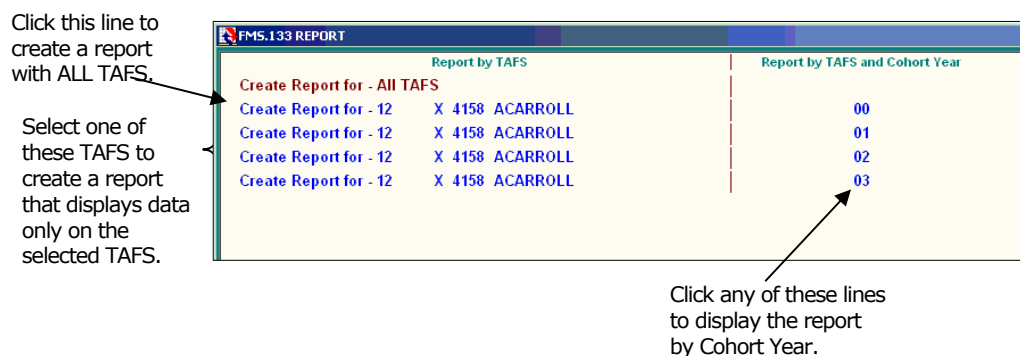 Click this line to
create a report
with ALL TAFS.
Select one of
these TAFS to
create a report
that displays data
only on the
selected TAFS.
FMS.133 REPORT
Report by TAFS Report by TAFS and Cohort Year
Create Report for - All TAFS
Create Report for - 12 X 4158 ACARROLL 00
Create Report for - 12 X 4158 ACARROLL 01
Create Report for - 12 X 4158 ACARROLL 02
Create Report for - 12 X 4158 ACARROLL 03
Click any of these lines
to display the report
by Cohort Year.